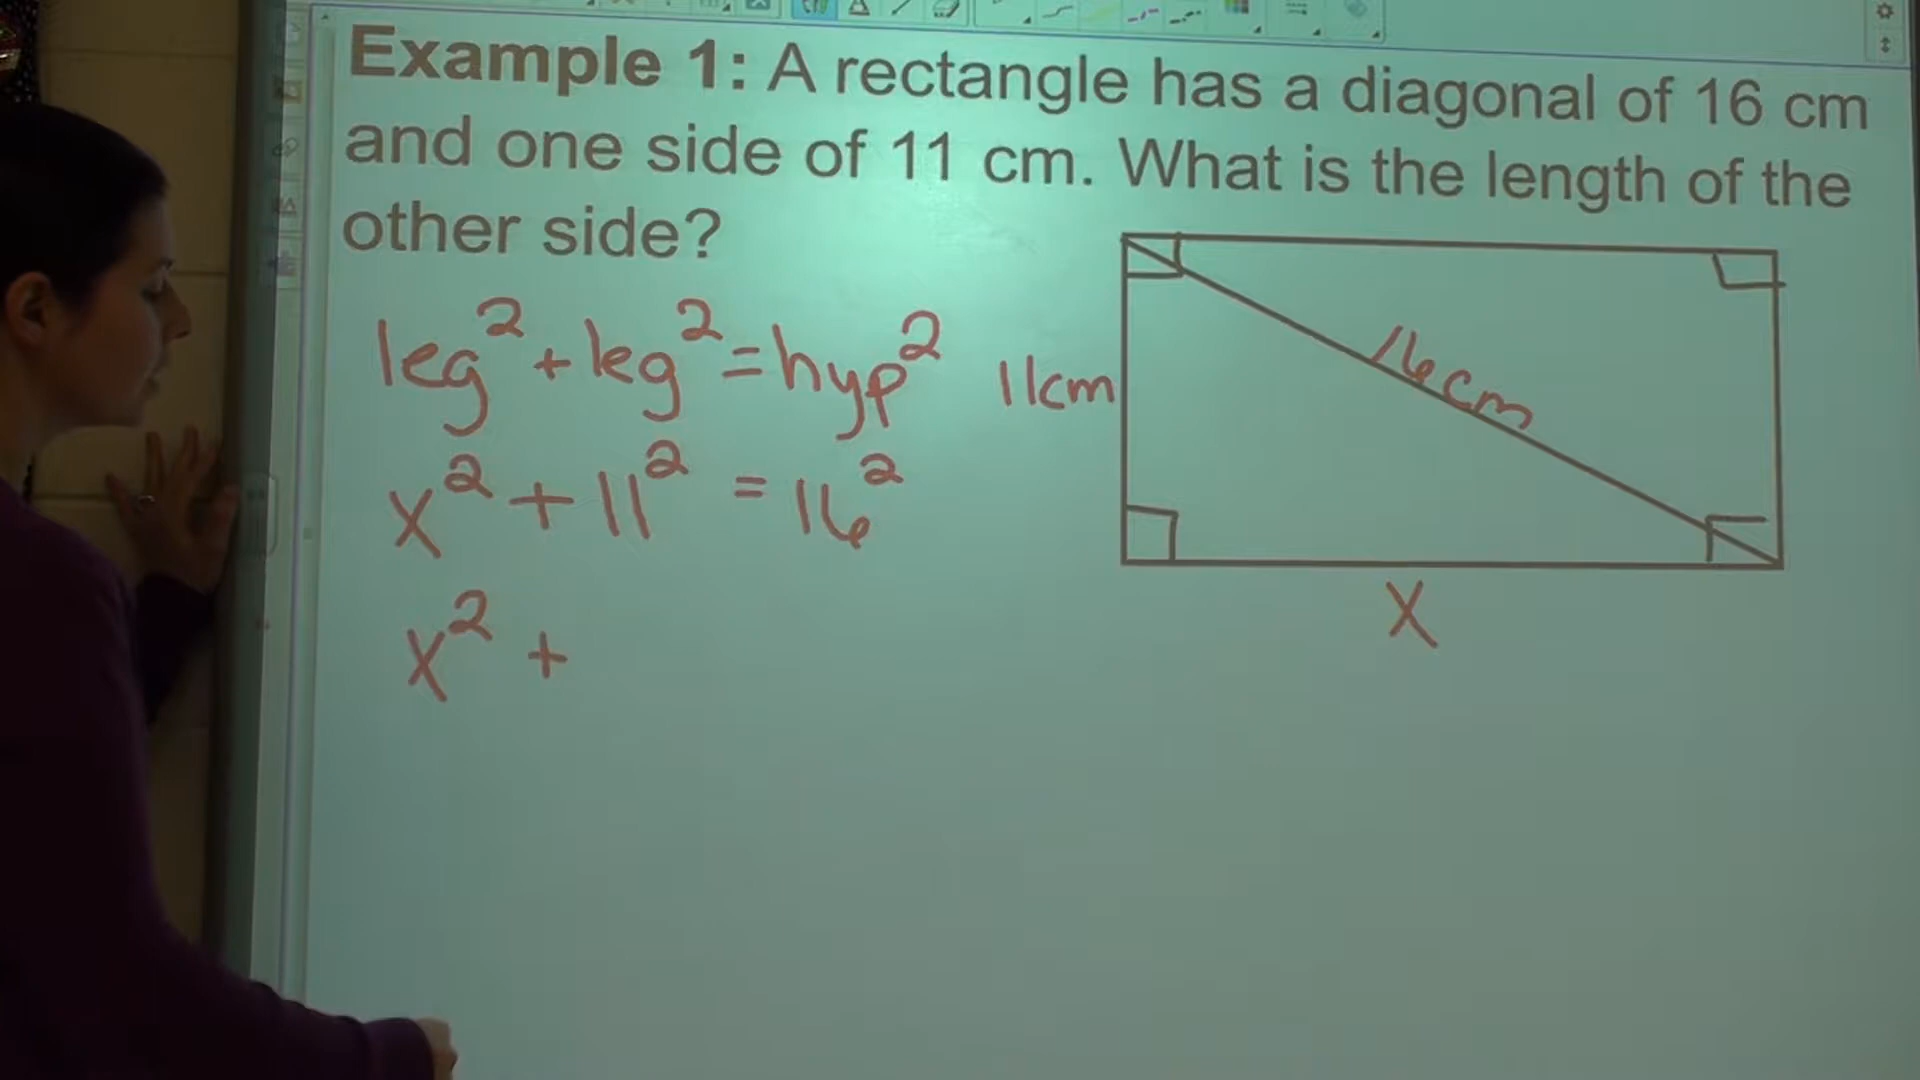 Example 1: A rectangle has a diagonal of 16 cm
and one side of 11 cm. What is the length of the
other side?
leg² + leg² = hyp²
11cm
16cm
x² + 11² = 16²
x² +
X